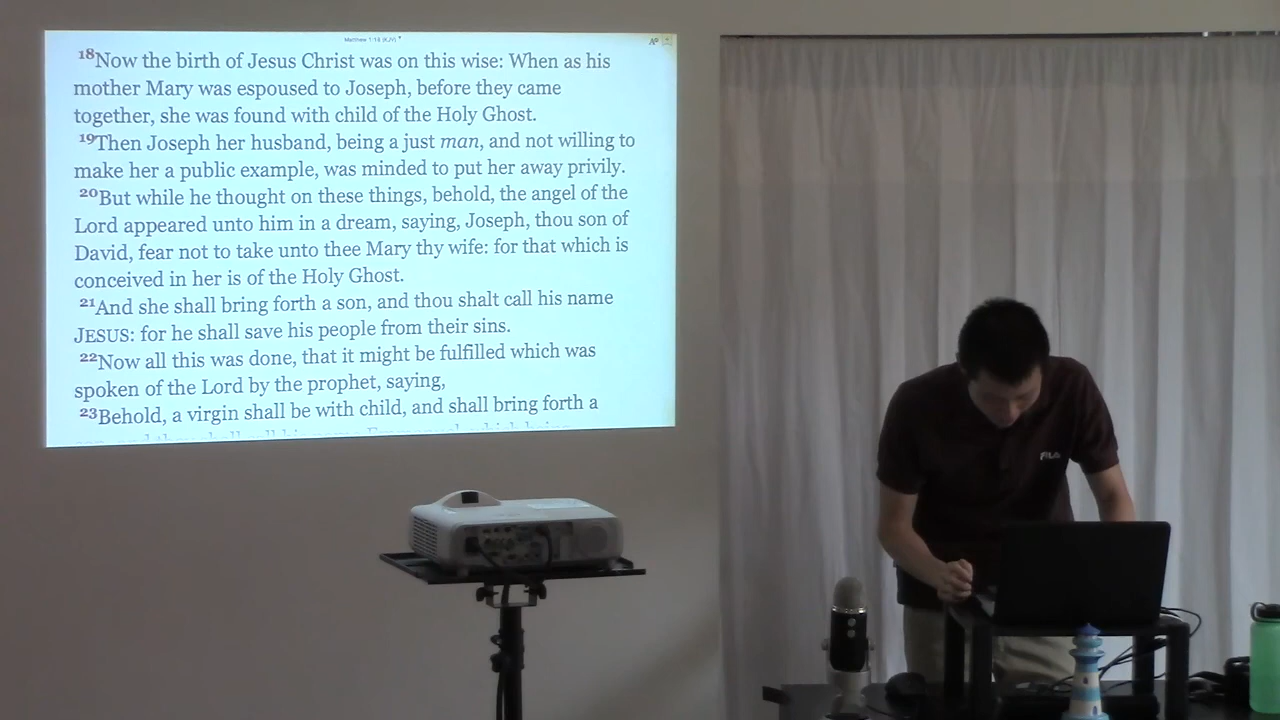 Matthew 1:18 (KJV)
18Now the birth of Jesus Christ was on this wise: When as his
mother Mary was espoused to Joseph, before they came
together, she was found with child of the Holy Ghost.
19Then Joseph her husband, being a just man, and not willing to
make her a public example, was minded to put her away privily.
20But while he thought on these things, behold, the angel of the
Lord appeared unto him in a dream, saying, Joseph, thou son of
David, fear not to take unto thee Mary thy wife: for that which is
conceived in her is of the Holy Ghost.
21And she shall bring forth a son, and thou shalt call his name
JESUS: for he shall save his people from their sins.
22Now all this was done, that it might be fulfilled which was
spoken of the Lord by the prophet, saying,
23Behold, a virgin shall be with child, and shall bring forth a
FILA